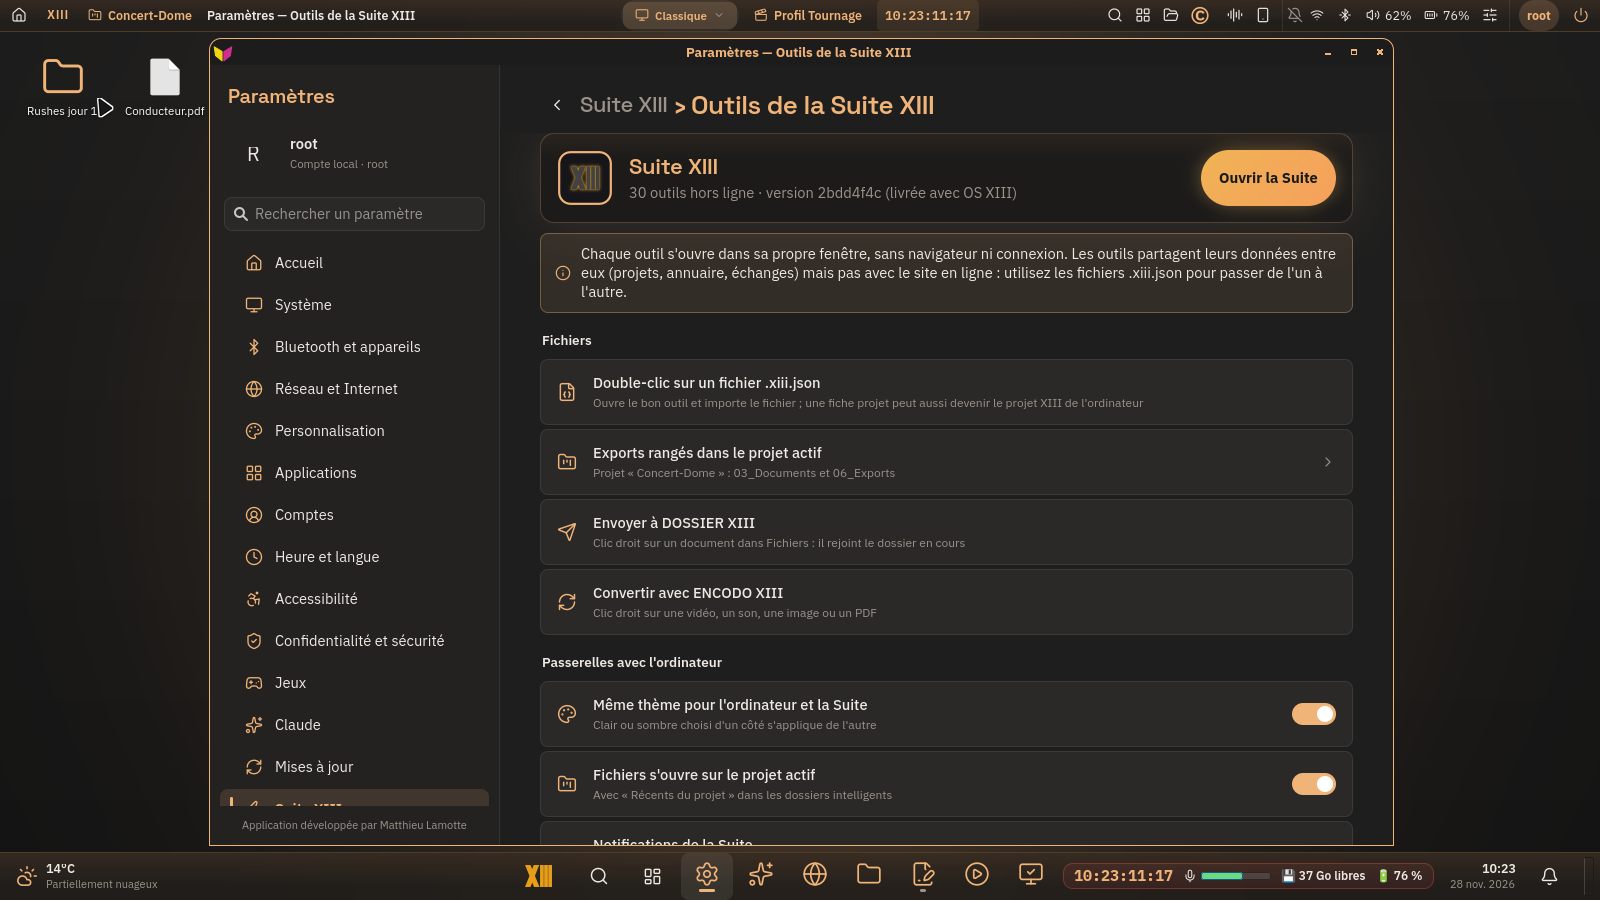 XIII Concert-Dome Paramètres — Outils de la Suite XIII Classique Profil Tournage 10:23:11:17 62% 76% root
Rushes jour 1
Conducteur.pdf
Paramètres — Outils de la Suite XIII
Paramètres
R
root
Compte local · root
Rechercher un paramètre
Accueil
Système
Bluetooth et appareils
Réseau et Internet
Personnalisation
Applications
Comptes
Heure et langue
Accessibilité
Confidentialité et sécurité
Jeux
Claude
Mises à jour
Suite XIII
Application développée par Matthieu Lamotte
Suite XIII > Outils de la Suite XIII
XIII
Suite XIII
30 outils hors ligne · version 2bdd4f4c (livrée avec OS XIII)
Ouvrir la Suite
Chaque outil s'ouvre dans sa propre fenêtre, sans navigateur ni connexion. Les outils partagent leurs données entre
eux (projets, annuaire, échanges) mais pas avec le site en ligne : utilisez les fichiers .xiii.json pour passer de l'un à
l'autre.
Fichiers
Double-clic sur un fichier .xiii.json
Ouvre le bon outil et importe le fichier ; une fiche projet peut aussi devenir le projet XIII de l'ordinateur
Exports rangés dans le projet actif
Projet « Concert-Dome » : 03_Documents et 06_Exports
Envoyer à DOSSIER XIII
Clic droit sur un document dans Fichiers : il rejoint le dossier en cours
Convertir avec ENCODO XIII
Clic droit sur une vidéo, un son, une image ou un PDF
Passerelles avec l'ordinateur
Même thème pour l'ordinateur et la Suite
Clair ou sombre choisi d'un côté s'applique de l'autre
Fichiers s'ouvre sur le projet actif
Avec « Récents du projet » dans les dossiers intelligents
Notifications de la Suite
14°C
Partiellement nuageux
XIII
10:23:11:17 37 Go libres 76 %
10:23
28 nov. 2026